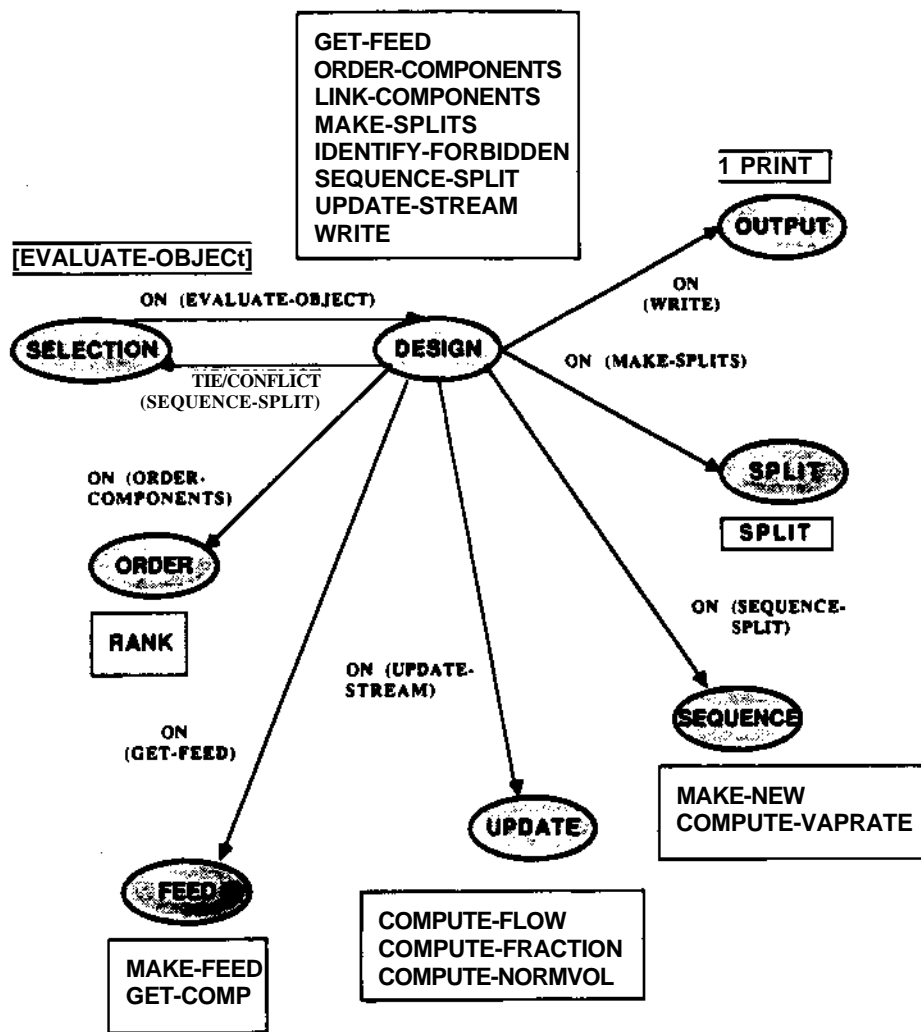 GET-FEED
ORDER-COMPONENTS
LINK-COMPONENTS
MAKE-SPLITS
IDENTIFY-FORBIDDEN
SEQUENCE-SPLIT
UPDATE-STREAM
WRITE
1 PRINT
OUTPUT
[EVALUATE-OBJECt]
ON (EVALUATE-OBJECT)
ON
(WRITE)
SELECTION
DESIGN
ON (MAKE-SPLITS)
TIE/CONFLICT
(SEQUENCE-SPLIT)
ON (ORDER-
COMPONENTS)
SPLIT
SPLIT
ORDER
RANK
ON (SEQUENCE-
SPLIT)
ON (UPDATE-
STREAM)
ON
(GET-FEED)
SEQUENCE
MAKE-NEW
COMPUTE-VAPRATE
UPDATE
FEED
COMPUTE-FLOW
COMPUTE-FRACTION
COMPUTE-NORMVOL
MAKE-FEED
GET-COMP